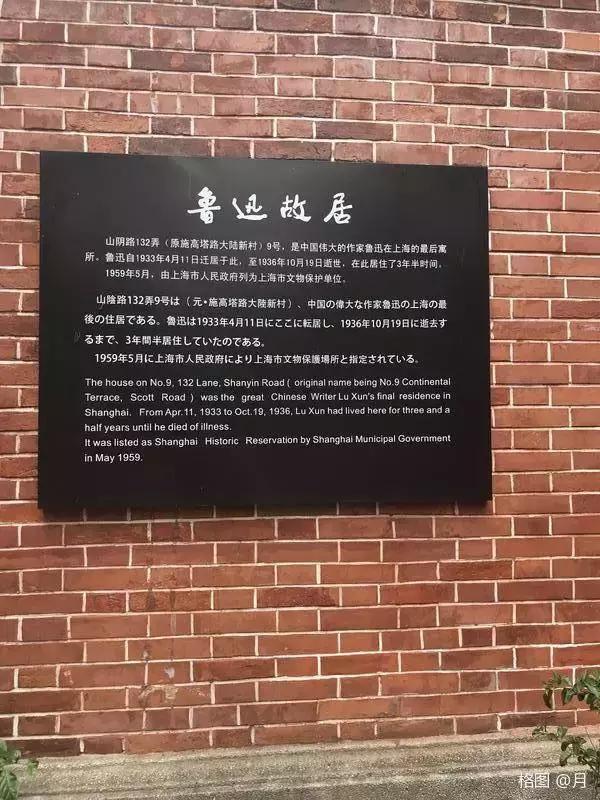 鲁迅故居
山阴路132弄（原施高塔路大陆新村）9号，是中国伟大的作家鲁迅在上海的最后寓
所。鲁迅自1933年4月11日迁居于此，至1936年10月19日逝世，在此居住了3年半时间。
1959年5月，由上海市人民政府列为上海市文物保护单位。
山陰路132弄9号は（元•施高塔路大陸新村）、中国の偉大な作家鲁迅の上海の最
後の住居である。鲁迅は1933年4月11日にここに転居し、1936年10月19日に逝去す
るまで、3年間半居住していたのである。
1959年5月に上海市人民政府により上海市文物保護場所と指定されている。
The house on No.9, 132 Lane, Shanyin Road ( original name being No.9 Continental
Terrace, Scott Road ) was the great Chinese Writer Lu Xun's final residence in
Shanghai. From Apr.11, 1933 to Oct.19, 1936, Lu Xun had lived here for three and a
half years until he died of illness.
It was listed as Shanghai Historic Reservation by Shanghai Municipal Government
in May 1959.
格图 @月